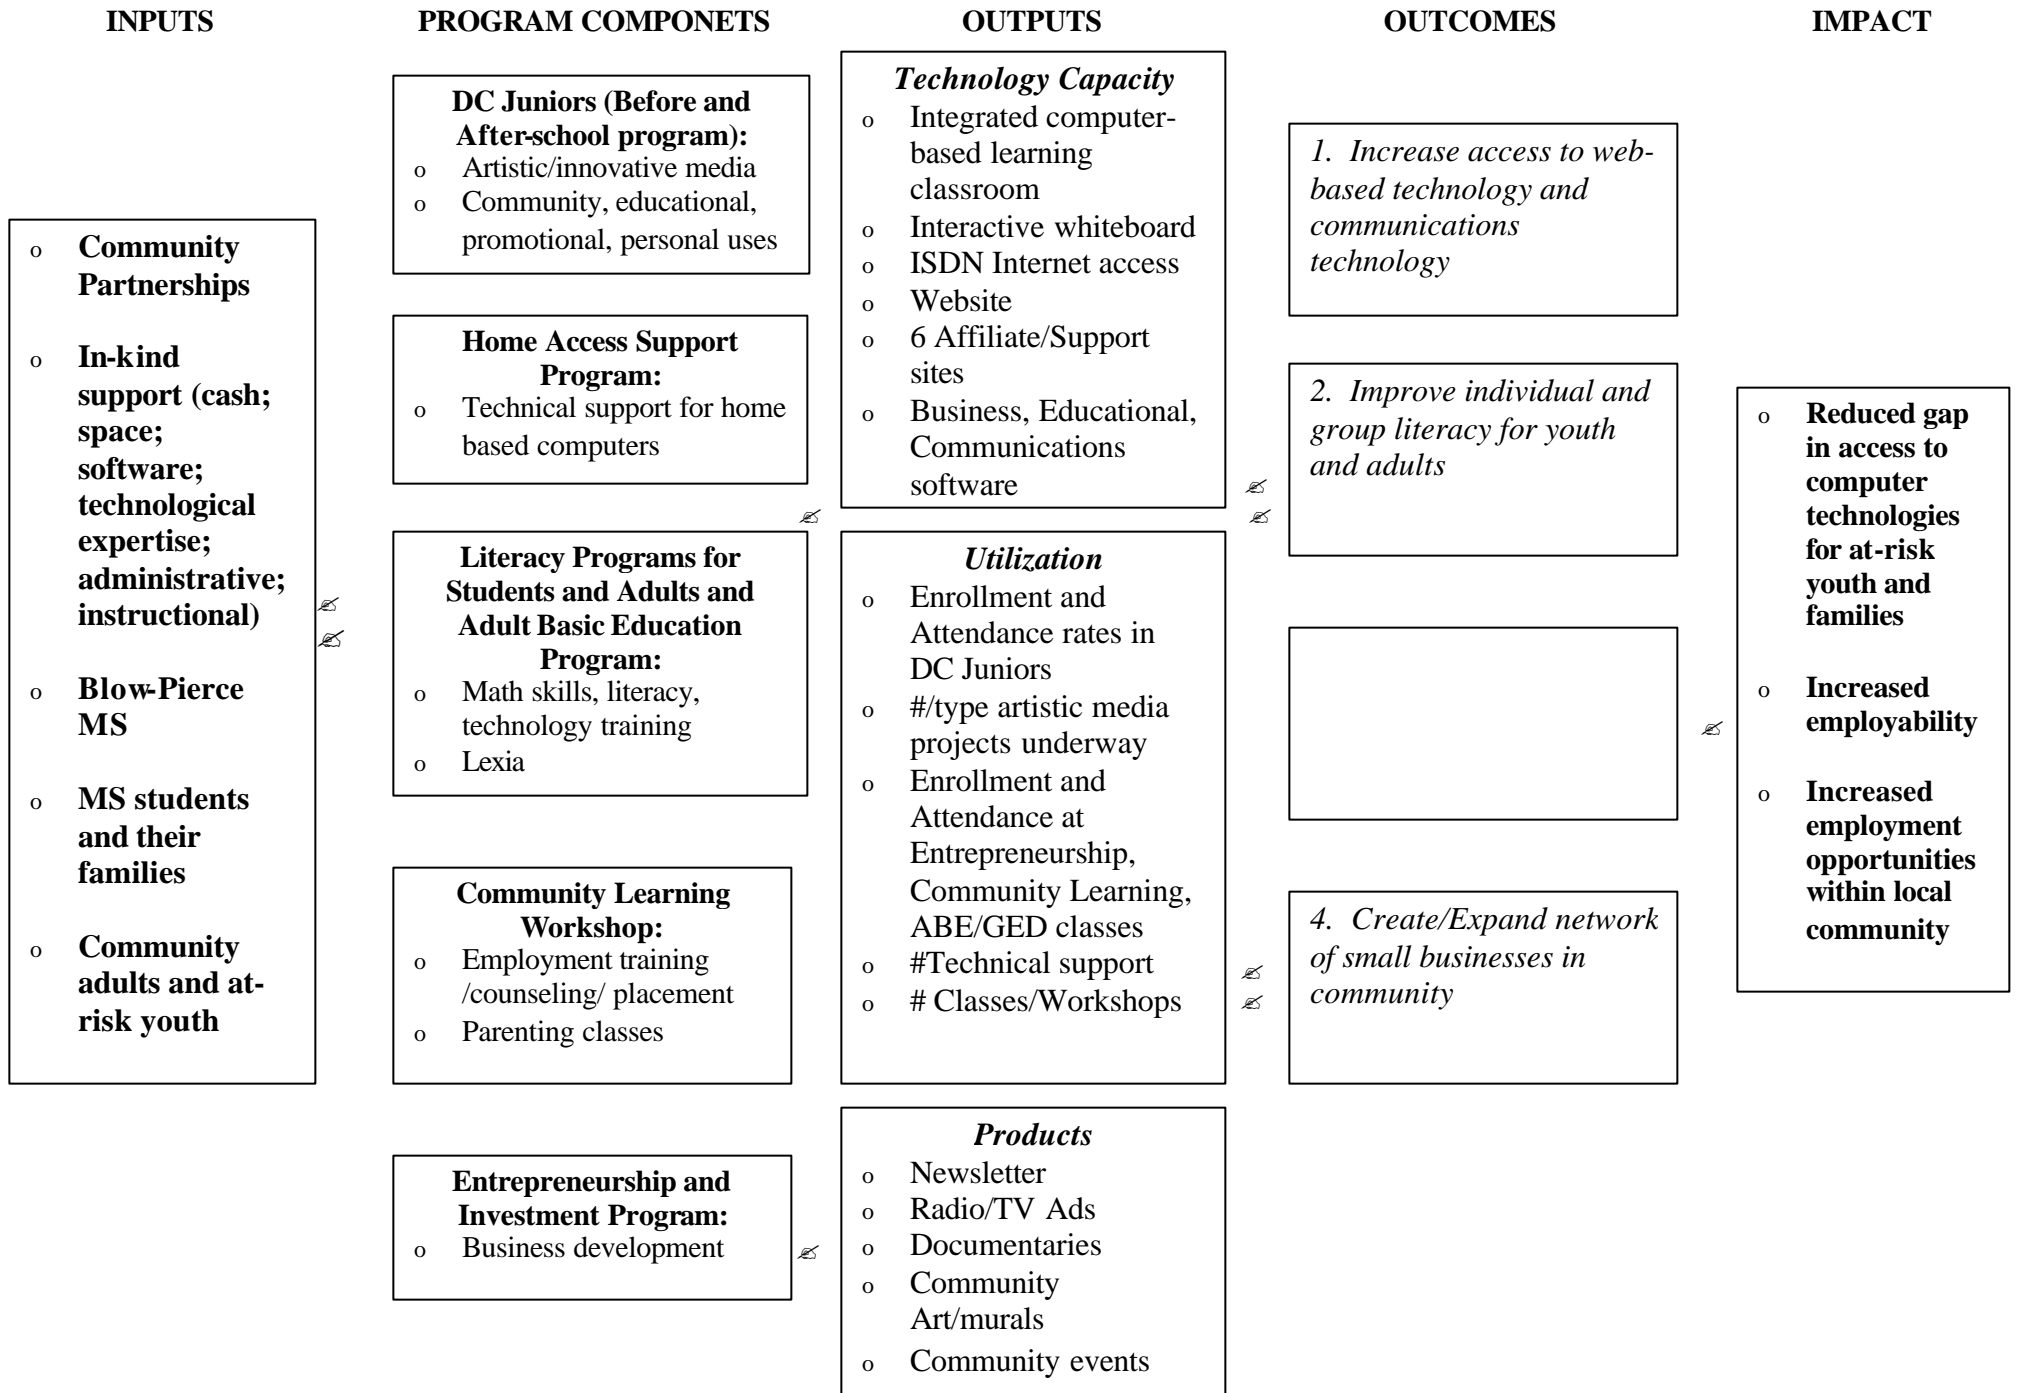 INPUTS
PROGRAM COMPONETS
OUTPUTS
OUTCOMES
IMPACT
o Community
Partnerships
o In-kind
support (cash;
space;
software;
technological
expertise;
administrative;
instructional)
o Blow-Pierce
MS
o MS students
and their
families
o Community
adults and at-
risk youth
DC Juniors (Before and
After-school program):
o Artistic/innovative media
o Community, educational,
promotional, personal uses
Home Access Support
Program:
o Technical support for home
based computers
Literacy Programs for
Students and Adults and
Adult Basic Education
Program:
o Math skills, literacy,
technology training
o Lexia
Community Learning
Workshop:
o Employment training
/counseling/ placement
o Parenting classes
Entrepreneurship and
Investment Program:
o Business development
Technology Capacity
o Integrated computer-
based learning
classroom
o Interactive whiteboard
o ISDN Internet access
o Website
o 6 Affiliate/Support
sites
o Business, Educational,
Communications
software
Utilization
o Enrollment and
Attendance rates in
DC Juniors
o #/type artistic media
projects underway
o Enrollment and
Attendance at
Entrepreneurship,
Community Learning,
ABE/GED classes
o #Technical support
o # Classes/Workshops
Products
o Newsletter
o Radio/TV Ads
o Documentaries
o Community
Art/murals
o Community events
1. Increase access to web-
based technology and
communications
technology
2. Improve individual and
group literacy for youth
and adults
4. Create/Expand network
of small businesses in
community
o Reduced gap
in access to
computer
technologies
for at-risk
youth and
families
o Increased
employability
o Increased
employment
opportunities
within local
community